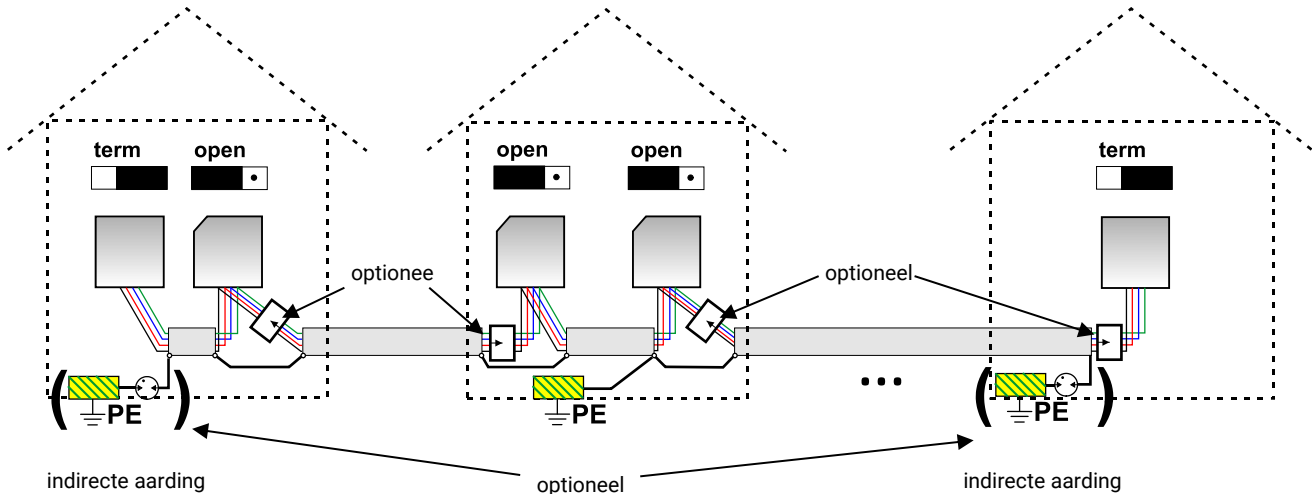 term open
open open
term
optionee
optioneel
...
( PE )
PE
( PE )
indirecte aarding
optioneel
indirecte aarding